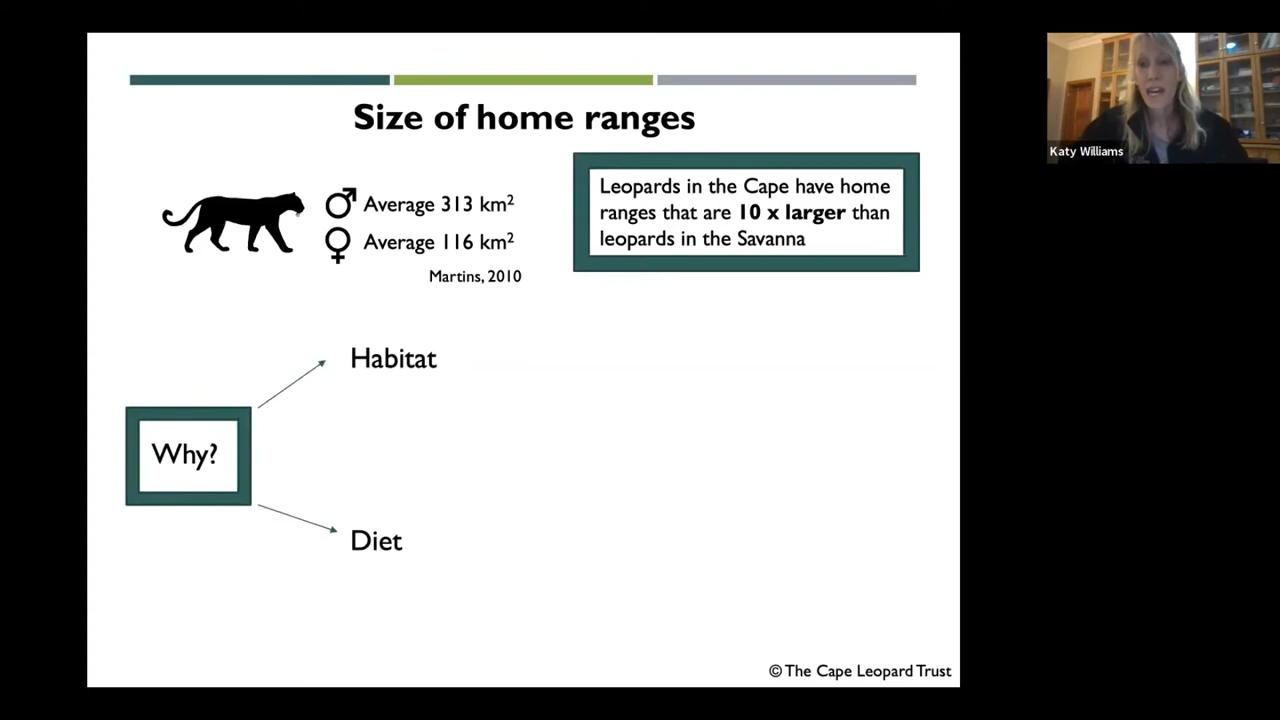 Size of home ranges
♂ Average 313 km²
♀ Average 116 km²
Martins, 2010
Leopards in the Cape have home
ranges that are 10 x larger than
leopards in the Savanna
Why?
Habitat
Diet
© The Cape Leopard Trust
Katy Williams